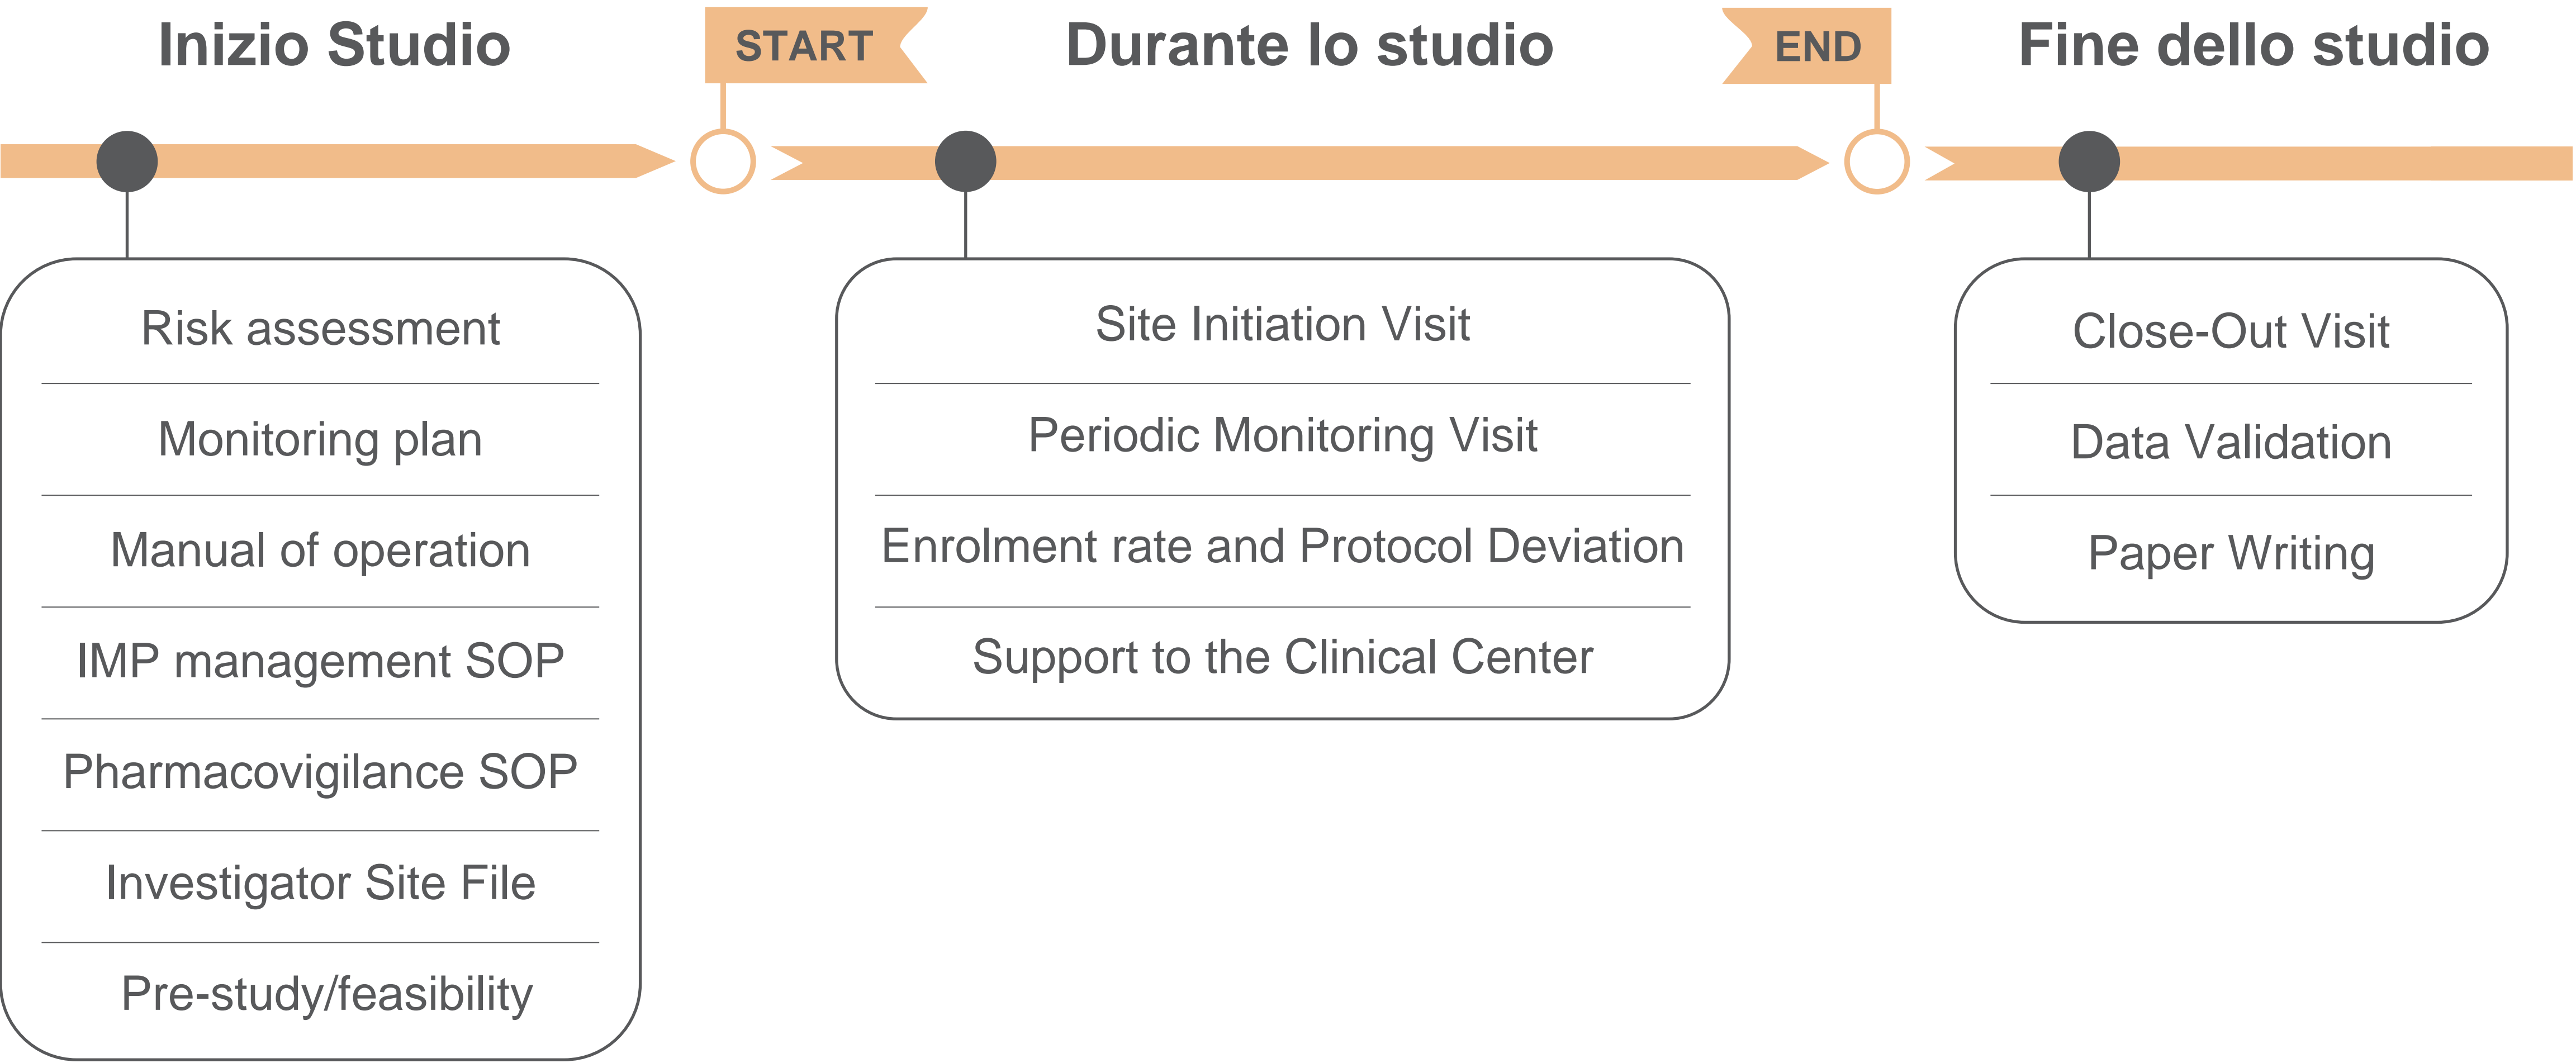 Inizio Studio
START
Durante lo studio
END
Fine dello studio
Risk assessment
Monitoring plan
Manual of operation
IMP management SOP
Pharmacovigilance SOP
Investigator Site File
Pre-study/feasibility
Site Initiation Visit
Periodic Monitoring Visit
Enrolment rate and Protocol Deviation
Support to the Clinical Center
Close-Out Visit
Data Validation
Paper Writing